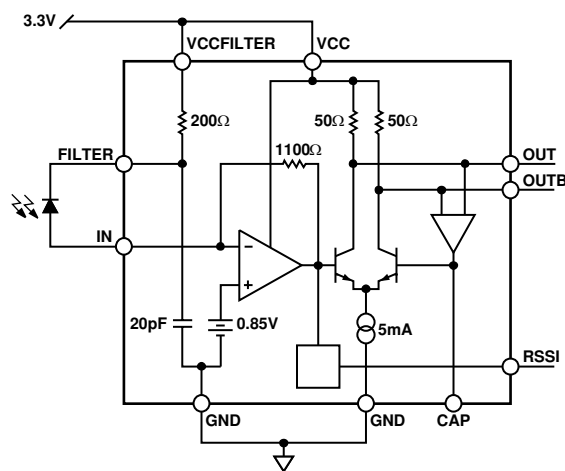 3.3V
VCCFILTER
VCC
200Ω
50Ω
50Ω
1100Ω
FILTER
OUT
OUTB
IN
−
+
20pF
0.85V
5mA
RSSI
GND
GND
CAP